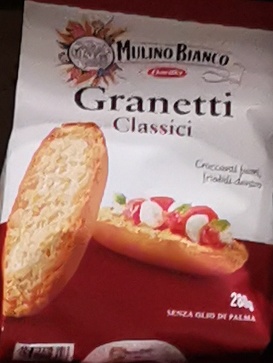 MULINO BIANCO
Barilla
Granetti
Classici
Croccanti fuori,
friabili dentro
280g
SENZA OLIO DI PALMA